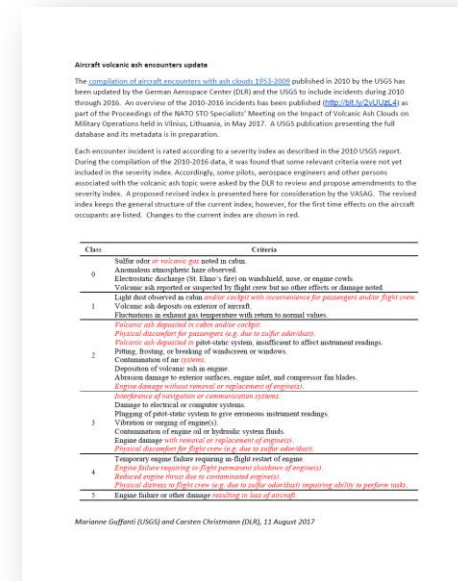 Aircraft volcanic ash encounters update
The compilation of aircraft encounters with ash clouds 1953-2009 published in 2010 by the USGS has
been updated by the German Aerospace Center (DLR) and the USGS to include incidents during 2010
through 2016. An overview of the 2010-2016 incidents has been published (http://bit.ly/2vUUzL4) as
part of the Proceedings of the NATO STO Specialists' Meeting on the Impact of Volcanic Ash Clouds on
Military Operations held in Vilnius, Lithuania, in May 2017. A USGS publication presenting the full
database and its metadata is in preparation.
Each encounter incident is rated according to a severity index as described in the 2010 USGS report.
During the compilation of the 2010-2016 data, it was found that some relevant criteria were not yet
included in the severity index. Accordingly, some pilots, aerospace engineers and other persons
associated with the volcanic ash topic were asked by the DLR to review and propose amendments to the
severity index. A proposed revised index is presented here for consideration by the VASAG. The revised
index keeps the general structure of the current index; however, for the first time effects on the aircraft
occupants are listed. Changes to the current index are shown in red.
Class Criteria
0
Sulfur odor or volcanic gas noted in cabin.
Anomalous atmospheric haze observed.
Electrostatic discharge (St. Elmo's fire) on windshield, nose, or engine cowls.
Volcanic ash reported or suspected by flight crew but no other effects or damage noted.
1
Light dust observed in cabin and/or cockpit with inconvenience for passengers and/or flight crew.
Volcanic ash deposits on exterior of aircraft.
Fluctuations in exhaust gas temperature with return to normal values.
2
Volcanic ash deposited in cabin and/or cockpit.
Physical discomfort for passengers (e.g. due to sulfur odor/dust).
Volcanic ash deposited in pitot-static system, insufficient to affect instrument readings.
Pitting, frosting, or breaking of windscreen or windows.
Contamination of air systems.
Deposition of volcanic ash in engine.
Abrasion damage to exterior surfaces, engine inlet, and compressor fan blades.
Engine damage without removal or replacement of engine(s).
3
Interference of navigation or communication systems.
Damage to electrical or computer systems.
Plugging of pitot-static system to give erroneous instrument readings.
Vibration or surging of engine(s).
Contamination of engine oil or hydraulic system fluids.
Engine damage with removal or replacement of engine(s).
Physical discomfort for flight crew (e.g. due to sulfur odor/dust).
4
Temporary engine failure requiring in-flight restart of engine.
Engine failure requiring in-flight permanent shutdown of engine(s).
Reduced engine thrust due to contaminated engine(s).
Physical distress to flight crew (e.g. due to sulfur odor/dust) impairing ability to perform tasks.
5 Engine failure or other damage resulting in loss of aircraft.
Marianne Guffanti (USGS) and Carsten Christmann (DLR), 11 August 2017